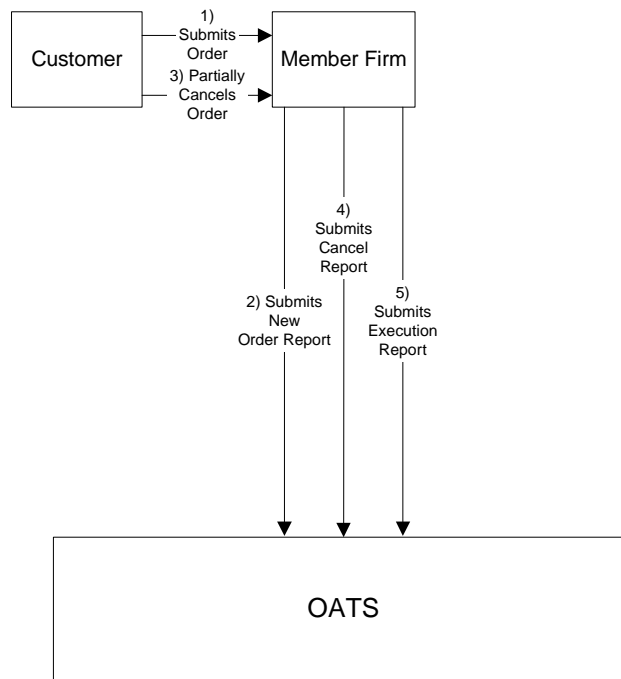 1)
Submits
Order
Customer
Member Firm
3) Partially
Cancels
Order
4)
Submits
Cancel
Report
2) Submits
New
Order Report
5)
Submits
Execution
Report
OATS